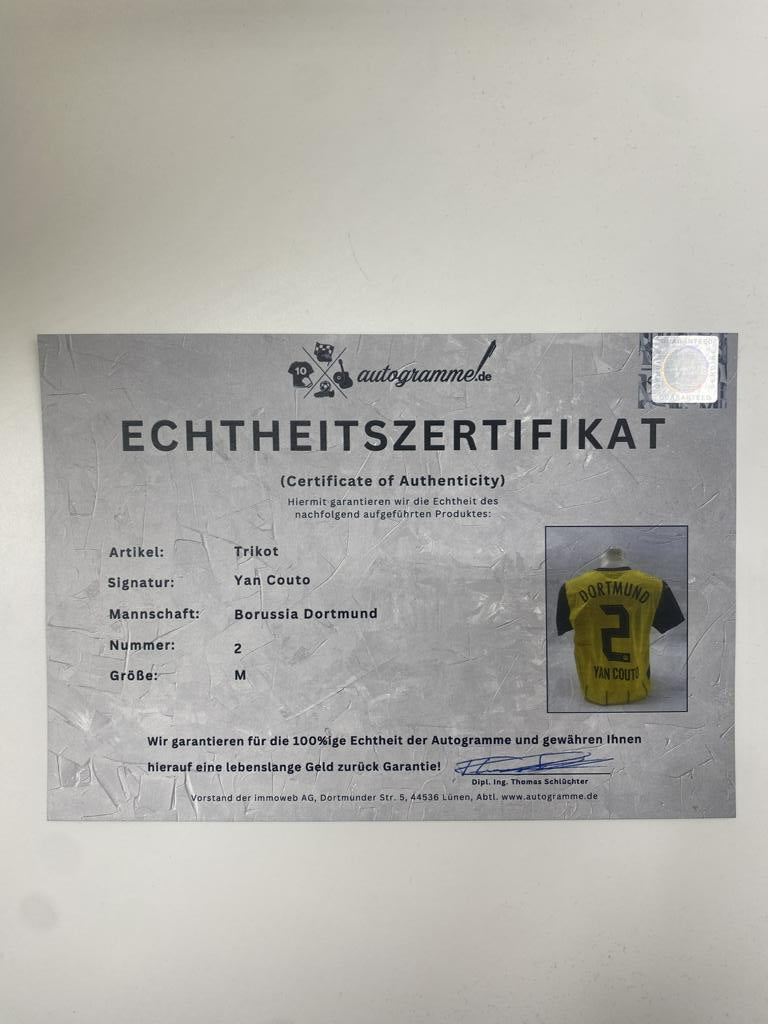 10
autogramme.de
GUARANTEED
GUARANTEED
ECHTHEITSZERTIFIKAT
(Certificate of Authenticity)
Hiermit garantieren wir die Echtheit des
nachfolgend aufgeführten Produktes:
Artikel: Trikot
Signatur: Yan Couto
Mannschaft: Borussia Dortmund
Nummer: 2
Größe: M
DORTMUND
2
YAN COUTO
Wir garantieren für die 100%ige Echtheit der Autogramme und gewähren Ihnen
hierauf eine lebenslange Geld zurück Garantie!
Dipl. Ing. Thomas Schlüchter
Vorstand der immoweb AG, Dortmunder Str. 5, 44536 Lünen, Abtl. www.autogramme.de